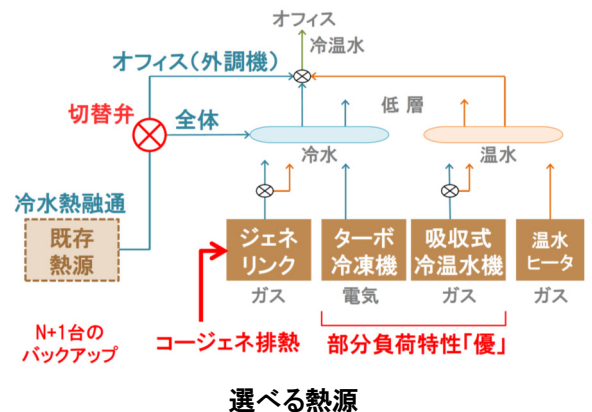 オフィス
冷温水
オフィス(外調機)
切替弁
全体
低 層
冷水
温水
冷水熱融通
既存
熱源
ジェネ
リンク
ターボ
冷凍機
吸収式
冷温水機
温水
ヒータ
ガス
電気
ガス
ガス
N+1台の
バックアップ
コージェネ排熱
部分負荷特性「優」
選べる熱源